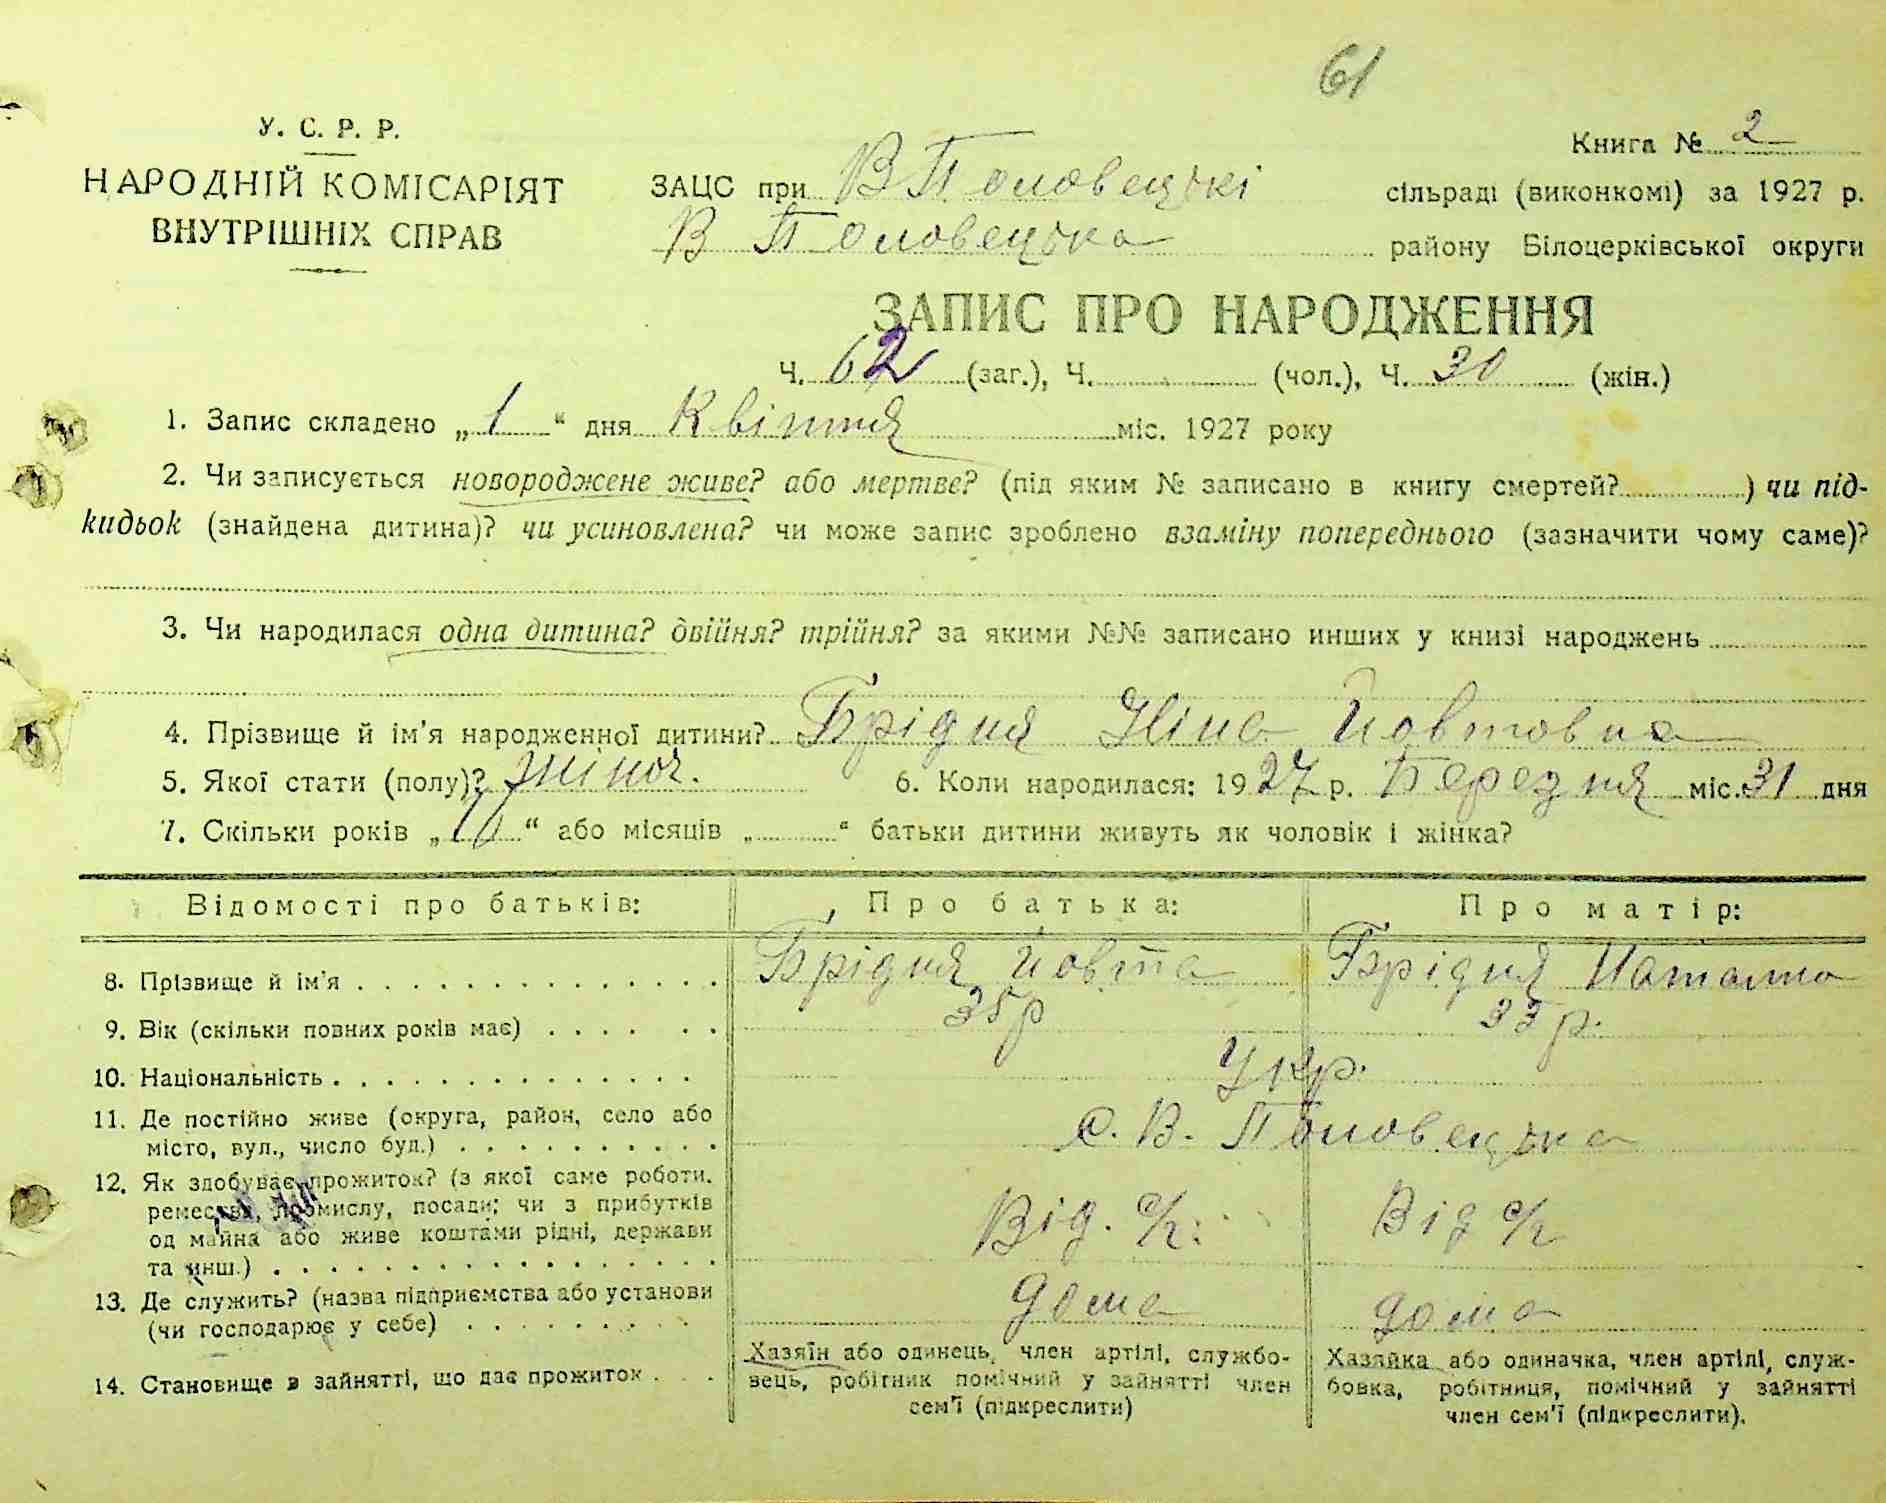 61
У. С. Р. Р.
НАРОДНІЙ КОМІСАРІЯТ
ВНУТРІШНІХ СПРАВ
Книга № 2
ЗАЦС при В Половецькі сільраді (виконкомі) за 1927 р.
В Половецька району Білоцерківської округи
ЗАПИС ПРО НАРОДЖЕННЯ
Ч. 62 (заг.), Ч. (чол.), Ч. 30 (жін.)
1. Запис складено „1“ дня Квітня міс. 1927 року
2. Чи записується новороджене живе? або мертве? (під яким № записано в книгу смертей? ) чи під-
кидьок (знайдена дитина)? чи усиновлена? чи може запис зроблено взаміну попереднього (зазначити чому саме)?
3. Чи народилася одна дитина? двійня? трійня? за якими №№ записано инших у книзі народжень
4. Прізвище й ім'я народженної дитини? Брідня Ніна Йовтовна
5. Якої стати (полу)? жіноч. 6. Коли народилася: 1927 р. Березня міс. 31 дня
7. Скільки років „10“ або місяців „ “ батьки дитини живуть як чоловік і жінка?
Відомості про батьків: Про батька: Про матір:
8. Прізвище й ім'я Брідня Йовта Брідня Наталка
9. Вік (скільки повних років має) 35 р 33 р.
10. Національність Укр.
11. Де постійно живе (округа, район, село або
місто, вул., число буд.) с. В. Половецька
12. Як здобуває прожиток? (з якої саме роботи,
ремества, промислу, посади; чи з прибутків
од майна або живе коштами рідні, держави
та инш.) Від. с/г. Від с/г
13. Де служить? (назва підприємства або установи
(чи господарює у себе) дома дома
14. Становище в зайнятті, що дає прожиток
Хазяїн або одинець, член артілі, службо-
вець, робітник помічний у зайнятті член
сем'ї (підкреслити)
Хазяйка або одиначка, член артілі, служ-
бовка, робітниця, помічний у зайнятті
член сем'ї (підкреслити).